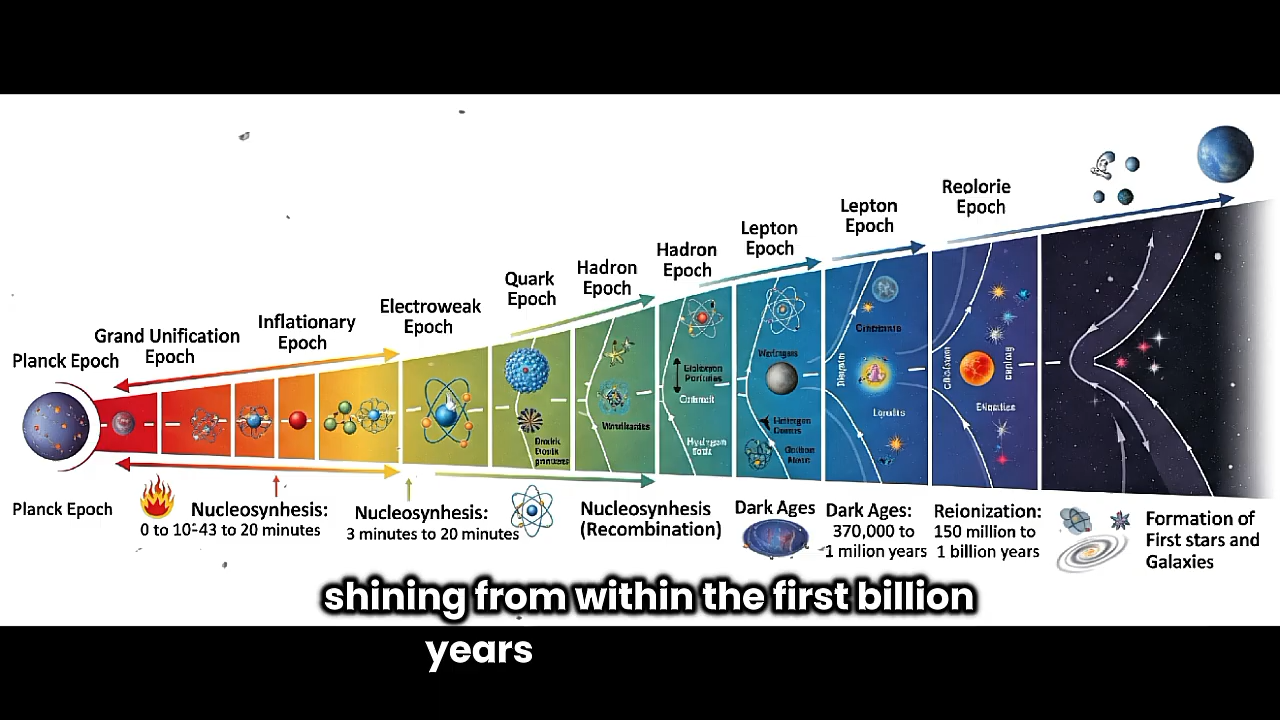 Planck Epoch
Grand Unification
Epoch
Inflationary
Epoch
Electroweak
Epoch
Quark
Epoch
Hadron
Epoch
Hadron
Epoch
Lepton
Epoch
Lepton
Epoch
Reolorie
Epoch
Planck Epoch
Nucleosynhesis:
0 to 10-43 to 20 minutes
Nucleosynhesis:
3 minutes to 20 minutes
Nucleosynhesis
(Recombination)
Dark Ages
Dark Ages:
370,000 to
1 milion years
Reionization:
150 million to
1 billion years
Formation of
First stars and
Galaxies
shining from within the first billion
years